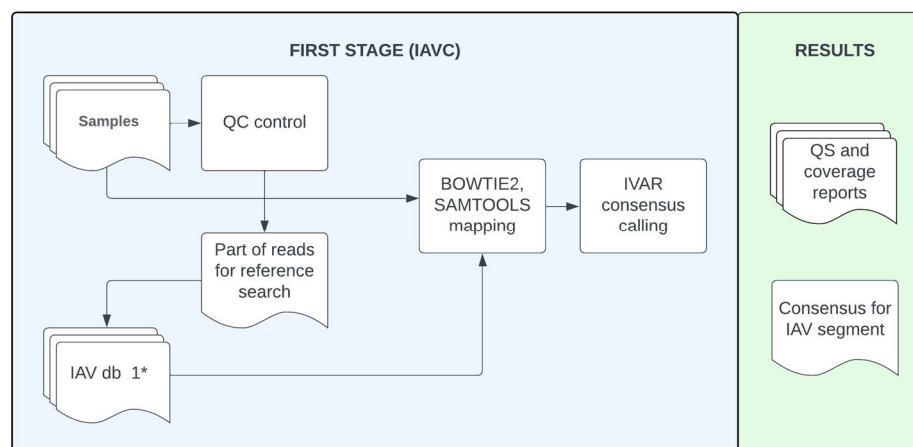 FIRST STAGE (IAVC)
RESULTS
Samples
QC control
BOWTIE2,
SAMTOOLS
mapping
IVAR
consensus
calling
Part of reads
for reference
search
IAV db 1*
QS and
coverage
reports
Consensus for
IAV segment